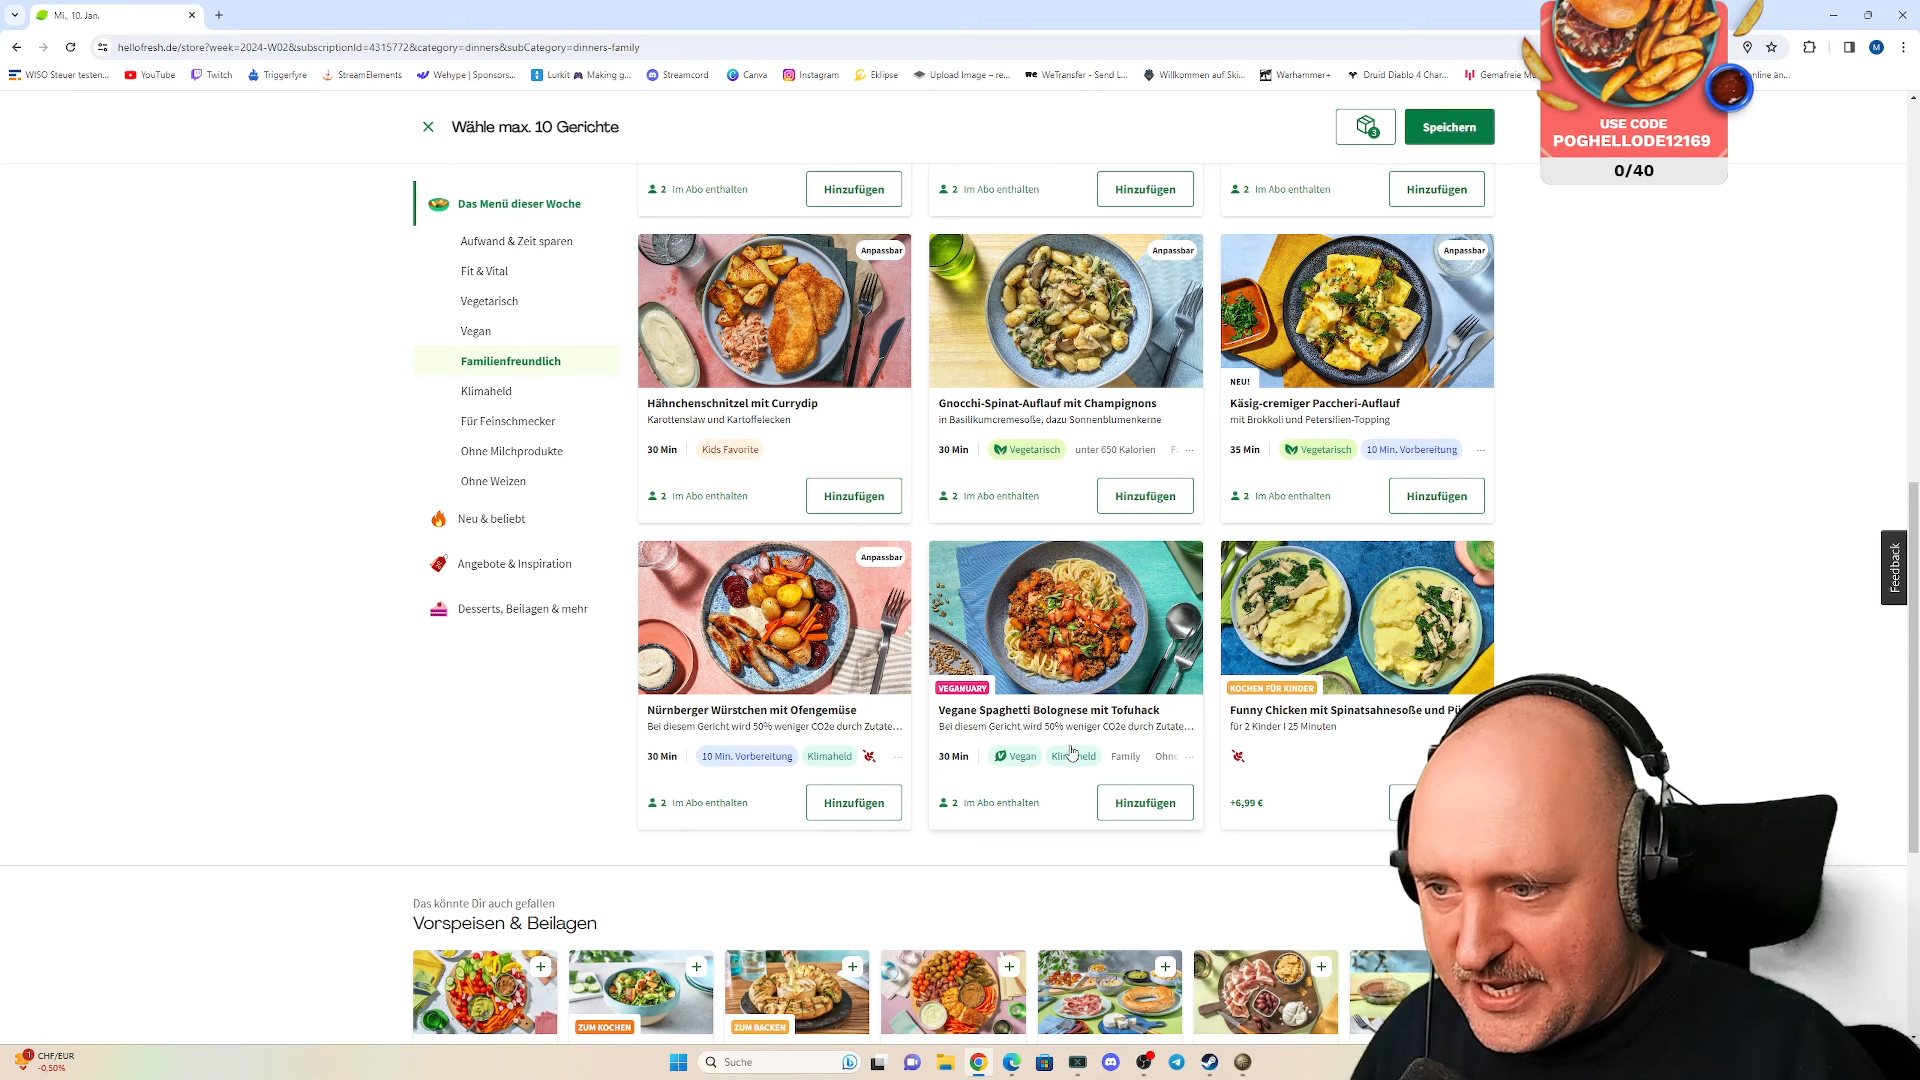 Mi., 10. Jan.
hellofresh.de/store?week=2024-W02&subscriptionId=4315772&category=dinners&subCategory=dinners-family
WISO Steuer testen...
YouTube
Twitch
Triggerfyre
StreamElements
Wehype | Sponsors...
Lurkit 🎮 Making g...
Streamcord
Canva
Instagram
Eklipse
Upload Image – re...
WeTransfer - Send L...
Willkommen auf Ski...
Warhammer+
Druid Diablo 4 Char...
USE CODE
POGHELLODE12169
0/40
Wähle max. 10 Gerichte
3
Speichern
Das Menü dieser Woche
Aufwand & Zeit sparen
Fit & Vital
Vegetarisch
Vegan
Familienfreundlich
Klimaheld
Für Feinschmecker
Ohne Milchprodukte
Ohne Weizen
Neu & beliebt
Angebote & Inspiration
Desserts, Beilagen & mehr
2 Im Abo enthalten
Hinzufügen
2 Im Abo enthalten
Hinzufügen
2 Im Abo enthalten
Hinzufügen
Anpassbar
Hähnchenschnitzel mit Currydip
Karottenslaw und Kartoffelecken
30 Min
Kids Favorite
2 Im Abo enthalten
Hinzufügen
Anpassbar
Gnocchi-Spinat-Auflauf mit Champignons
in Basilikumcremesoße, dazu Sonnenblumenkerne
30 Min
Vegetarisch
unter 650 Kalorien
2 Im Abo enthalten
Hinzufügen
Anpassbar
NEU!
Käsig-cremiger Paccheri-Auflauf
mit Brokkoli und Petersilien-Topping
35 Min
Vegetarisch
10 Min. Vorbereitung
2 Im Abo enthalten
Hinzufügen
Anpassbar
Nürnberger Würstchen mit Ofengemüse
Bei diesem Gericht wird 50% weniger CO2e durch Zutate...
30 Min
10 Min. Vorbereitung
Klimaheld
2 Im Abo enthalten
Hinzufügen
VEGANUARY
Vegane Spaghetti Bolognese mit Tofuhack
Bei diesem Gericht wird 50% weniger CO2e durch Zutate...
30 Min
Vegan
Klimaheld
Family
Ohne
2 Im Abo enthalten
Hinzufügen
KOCHEN FÜR KINDER
Funny Chicken mit Spinatsahnesoße und
für 2 Kinder I 25 Minuten
+6,99 €
Feedback
Das könnte Dir auch gefallen
Vorspeisen & Beilagen
ZUM KOCHEN
ZUM BACKEN
1
CHF/EUR
-0,50%
Suche